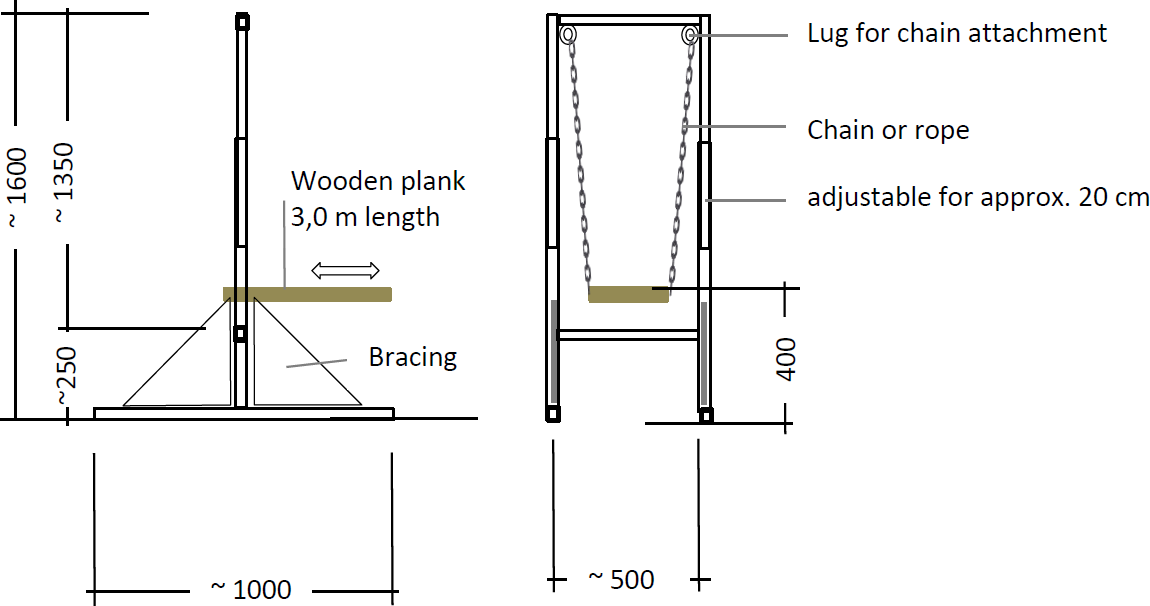 Lug for chain attachment
Chain or rope
adjustable for approx. 20 cm
Wooden plank
3,0 m length
Bracing
~ 1600
~ 1350
~250
400
~ 1000
~ 500